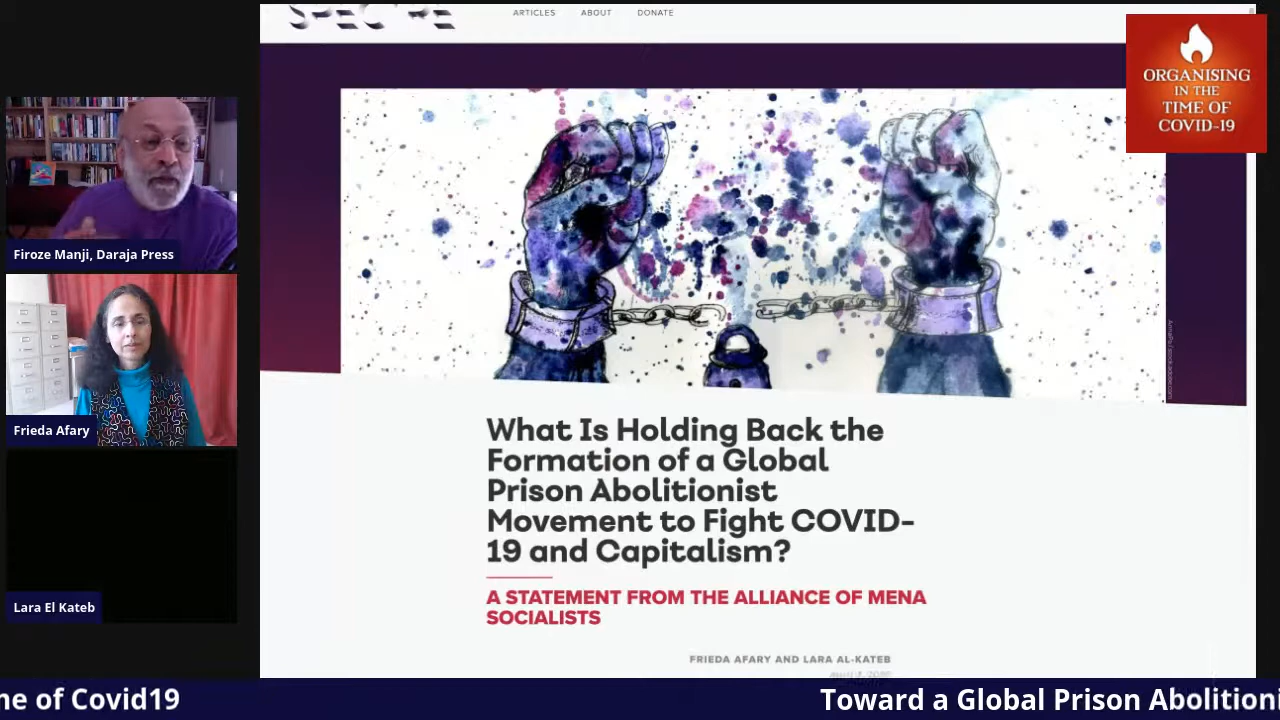 SPECTRE
ARTICLES ABOUT DONATE
ORGANISING
IN THE
TIME OF
COVID-19
Firoze Manji, Daraja Press
Frieda Afary
Lara El Kateb
What Is Holding Back the
Formation of a Global
Prison Abolitionist
Movement to Fight COVID-
19 and Capitalism?
A STATEMENT FROM THE ALLIANCE OF MENA
SOCIALISTS
FRIEDA AFARY AND LARA AL-KATEB
me of Covid19
Toward a Global Prison Abolitioni